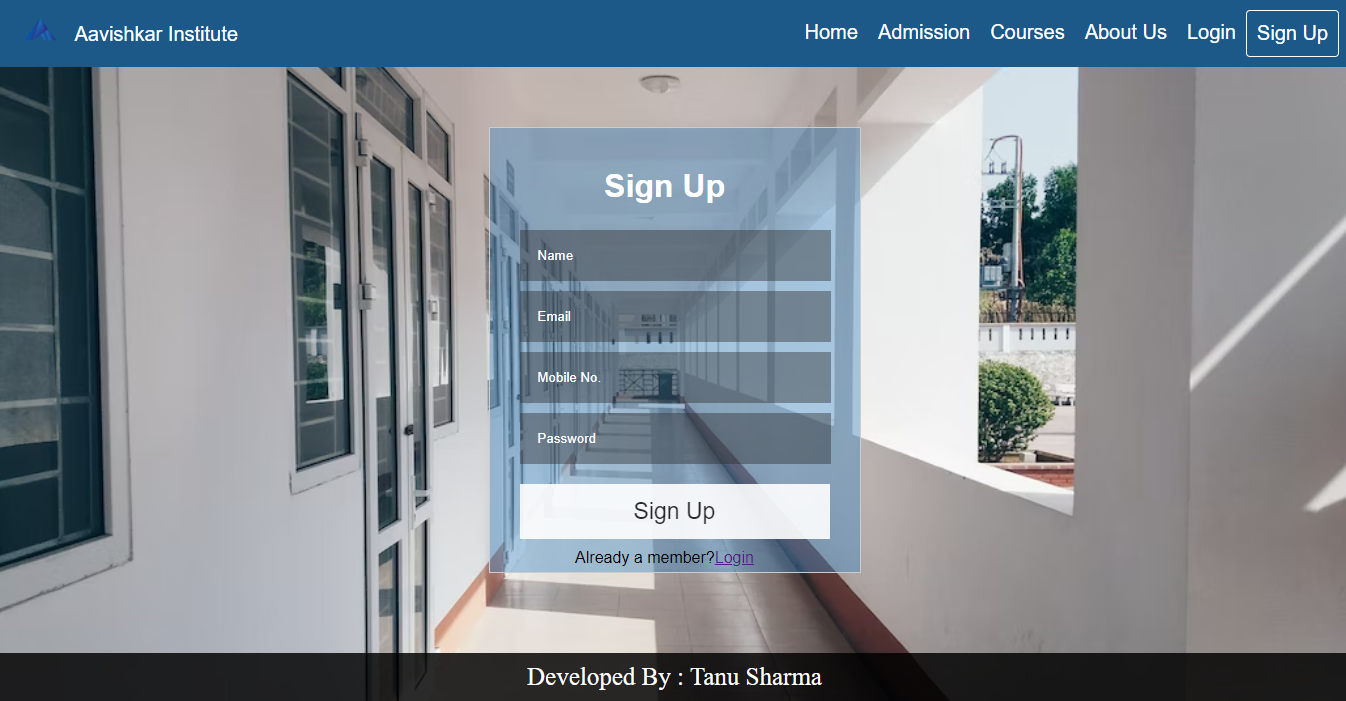 Aavishkar Institute
Home Admission Courses About Us Login Sign Up
Sign Up
Name
Email
Mobile No.
Password
Sign Up
Already a member?Login
Developed By : Tanu Sharma